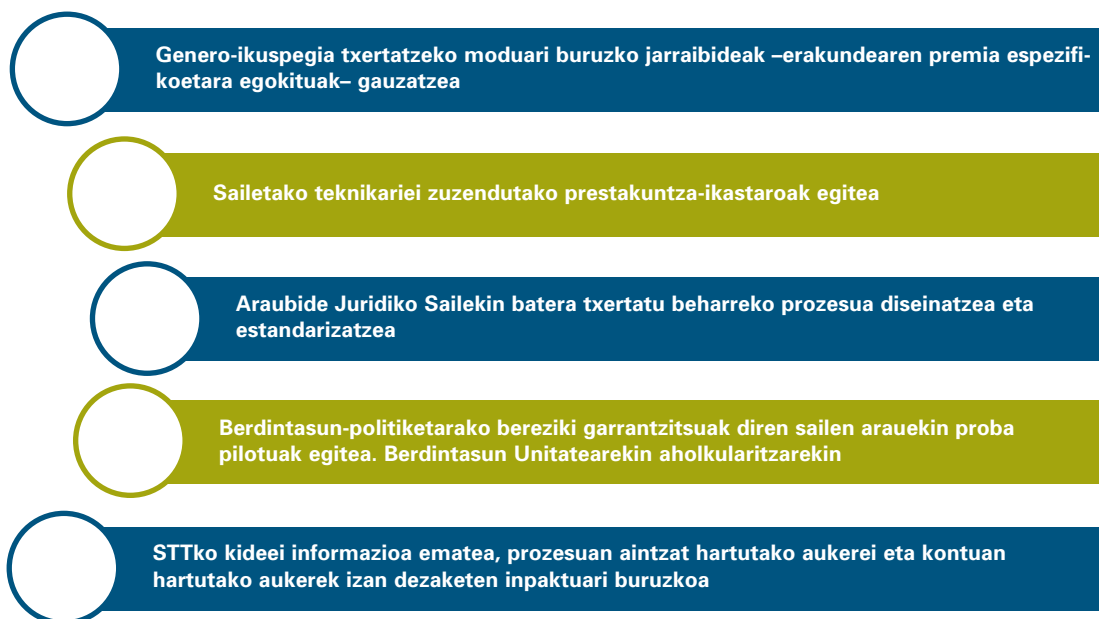 Genero-ikuspegia txertatzeko moduari buruzko jarraibideak –erakundearen premia espezifi-
koetara egokituak– gauzatzea
Sailetako teknikariei zuzendutako prestakuntza-ikastaroak egitea
Araubide Juridiko Sailekin batera txertatu beharreko prozesua diseinatzea eta
estandarizatzea
Berdintasun-politiketarako bereziki garrantzitsuak diren sailen arauekin proba
pilotuak egitea. Berdintasun Unitatearekin aholkularitzarekin
STTko kideei informazioa ematea, prozesuan aintzat hartutako aukerei eta kontuan
hartutako aukerek izan dezaketen inpaktuari buruzkoa